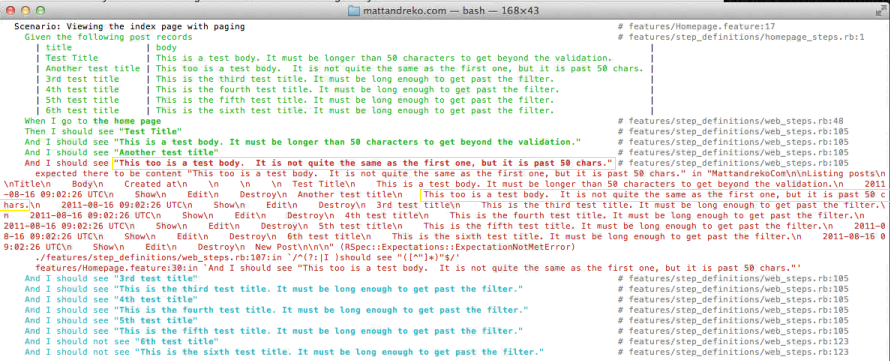 mattandreko.com — bash — 168×43
Scenario: Viewing the index page with paging # features/Homepage.feature:17
Given the following post records # features/step_definitions/homepage_steps.rb:1
| title | body |
| Test Title | This is a test body. It must be longer than 50 characters to get beyond the validation. |
| Another test title | This too is a test body.  It is not quite the same as the first one, but it is past 50 chars. |
| 3rd test title | This is the third test title. It must be long enough to get past the filter. |
| 4th test title | This is the fourth test title. It must be long enough to get past the filter. |
| 5th test title | This is the fifth test title. It must be long enough to get past the filter. |
| 6th test title | This is the sixth test title. It must be long enough to get past the filter. |
When I go to the home page # features/step_definitions/web_steps.rb:48
Then I should see "Test Title" # features/step_definitions/web_steps.rb:105
And I should see "This is a test body. It must be longer than 50 characters to get beyond the validation." # features/step_definitions/web_steps.rb:105
And I should see "Another test title" # features/step_definitions/web_steps.rb:105
And I should see "This too is a test body.  It is not quite the same as the first one, but it is past 50 chars." # features/step_definitions/web_steps.rb:105
expected there to be content "This too is a test body.  It is not quite the same as the first one, but it is past 50 chars." in "MattandrekoCom\n\n\nListing posts\n
\nTitle\n    Body\n    Created at\n    \n    \n    \n    \n  Test Title\n    This is a test body. It must be longer than 50 characters to get beyond the validation.\n    2011
-08-16 09:02:26 UTC\n    Show\n    Edit\n    Destroy\n  Another test title\n    This too is a test body.  It is not quite the same as the first one, but it is past 50 c
hars.\n    2011-08-16 09:02:26 UTC\n    Show\n    Edit\n    Destroy\n  3rd test title\n    This is the third test title. It must be long enough to get past the filter.\
n    2011-08-16 09:02:26 UTC\n    Show\n    Edit\n    Destroy\n  4th test title\n    This is the fourth test title. It must be long enough to get past the filter.\n
2011-08-16 09:02:26 UTC\n    Show\n    Edit\n    Destroy\n  5th test title\n    This is the fifth test title. It must be long enough to get past the filter.\n    2011-0
8-16 09:02:26 UTC\n    Show\n    Edit\n    Destroy\n  6th test title\n    This is the sixth test title. It must be long enough to get past the filter.\n    2011-08-16 0
9:02:26 UTC\n    Show\n    Edit\n    Destroy\n  New Post\n\n\n" (RSpec::Expectations::ExpectationNotMetError)
./features/step_definitions/web_steps.rb:107:in `/^(?:|I )should see "([^"]*)"$/'
features/Homepage.feature:30:in `And I should see "This too is a test body.  It is not quite the same as the first one, but it is past 50 chars."'
And I should see "3rd test title" # features/step_definitions/web_steps.rb:105
And I should see "This is the third test title. It must be long enough to get past the filter." # features/step_definitions/web_steps.rb:105
And I should see "4th test title" # features/step_definitions/web_steps.rb:105
And I should see "This is the fourth test title. It must be long enough to get past the filter." # features/step_definitions/web_steps.rb:105
And I should see "5th test title" # features/step_definitions/web_steps.rb:105
And I should see "This is the fifth test title. It must be long enough to get past the filter." # features/step_definitions/web_steps.rb:105
And I should not see "6th test title" # features/step_definitions/web_steps.rb:123
And I should not see "This is the sixth test title. It must be long enough to get past the filter." # features/step_definitions/web_steps.rb:123